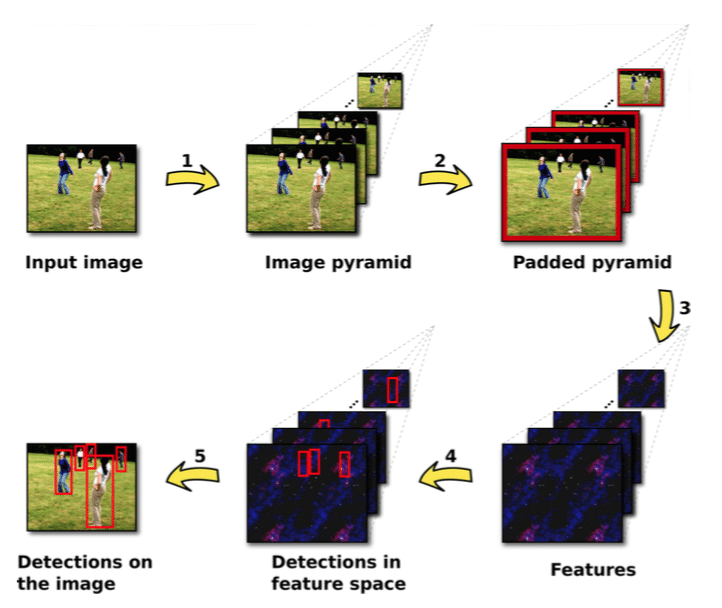 1
2
Input image
Image pyramid
Padded pyramid
3
5
4
Detections on
the image
Detections in
feature space
Features